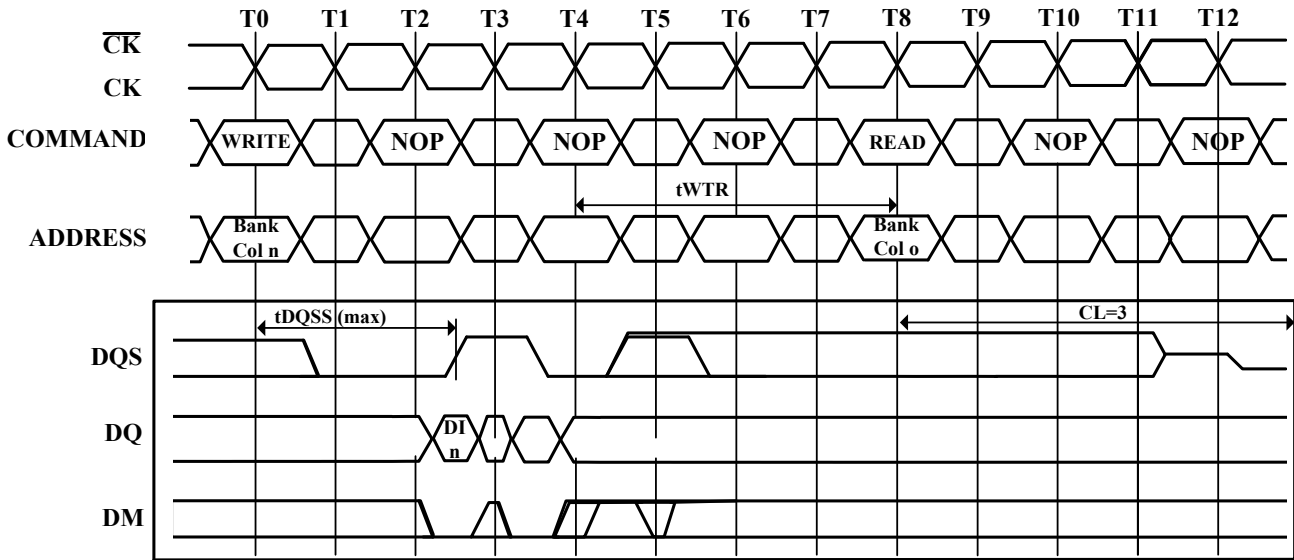 T0 T1 T2 T3 T4 T5 T6 T7 T8 T9 T10 T11 T12
CK
CK
COMMAND
WRITE NOP NOP NOP READ NOP NOP
tWTR
ADDRESS
Bank
Col n
Bank
Col o
tDQSS (max)
CL=3
DQS
DQ
DI
n
DM